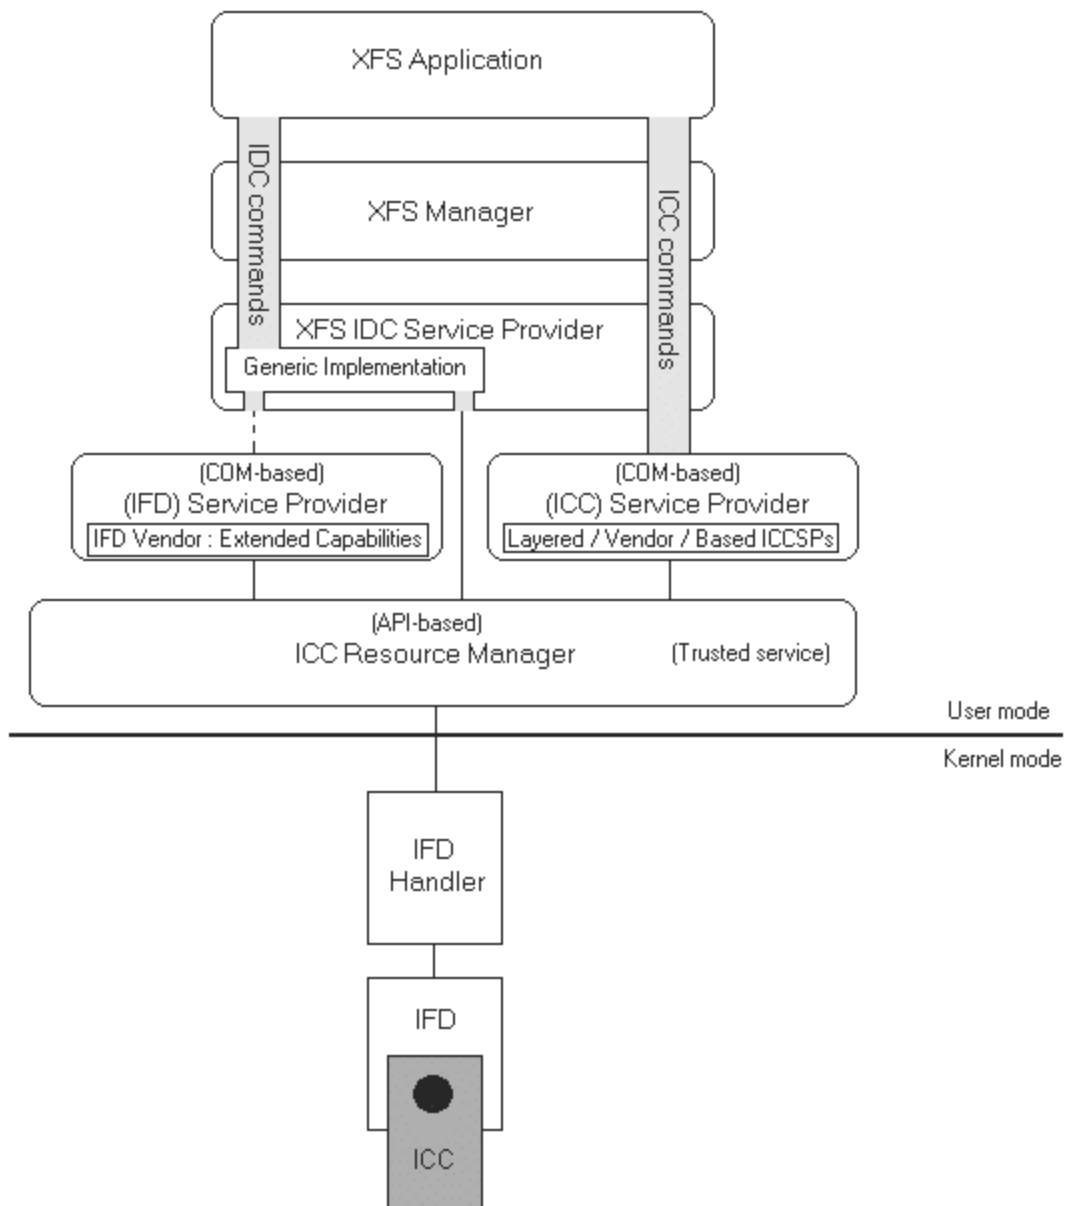 XFS Application
IDC commands
XFS Manager
ICC commands
XFS IDC Service Provider
Generic Implementation
(COM-based)
(IFD) Service Provider
IFD Vendor : Extended Capabilities
(COM-based)
(ICC) Service Provider
Layered / Vendor / Based ICCSPs
(API-based)
ICC Resource Manager
(Trusted service)
User mode
Kernel mode
IFD
Handler
IFD
ICC